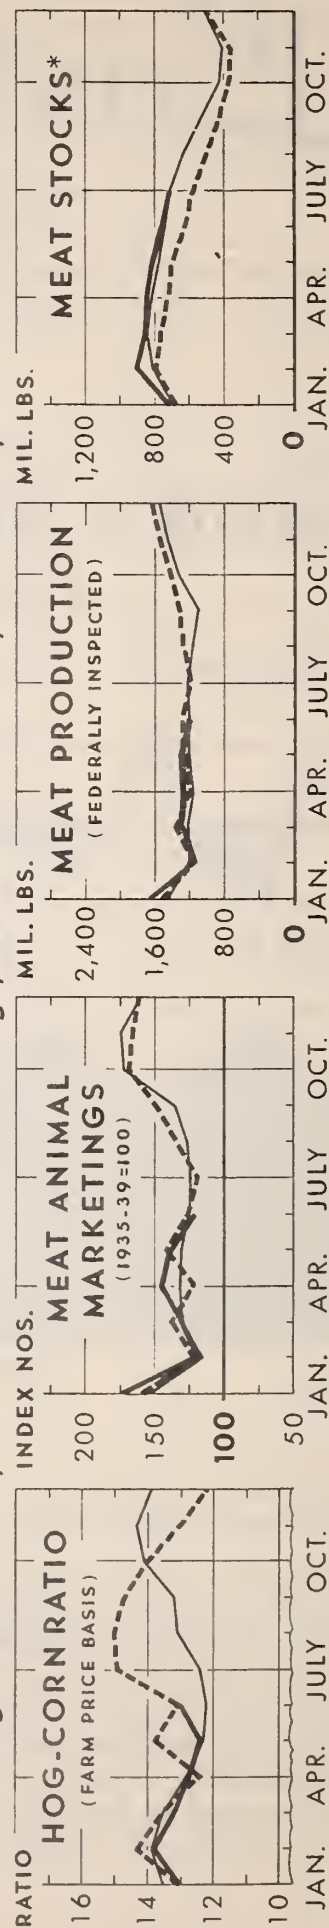 RATIO
HOG-CORN RATIO
(FARM PRICE BASIS)
16
14
12
10
JAN. APR. JULY OCT.
INDEX NOS.
MEAT ANIMAL
MARKETINGS
(1935-39=100)
200
150
100
50
JAN. APR. JULY OCT.
MIL. LBS.
MEAT PRODUCTION
(FEDERALLY INSPECTED)
2,400
1,600
800
0
JAN. APR. JULY OCT.
MIL. LBS.
MEAT STOCKS*
1,200
800
400
0
JAN. APR. JULY OCT.